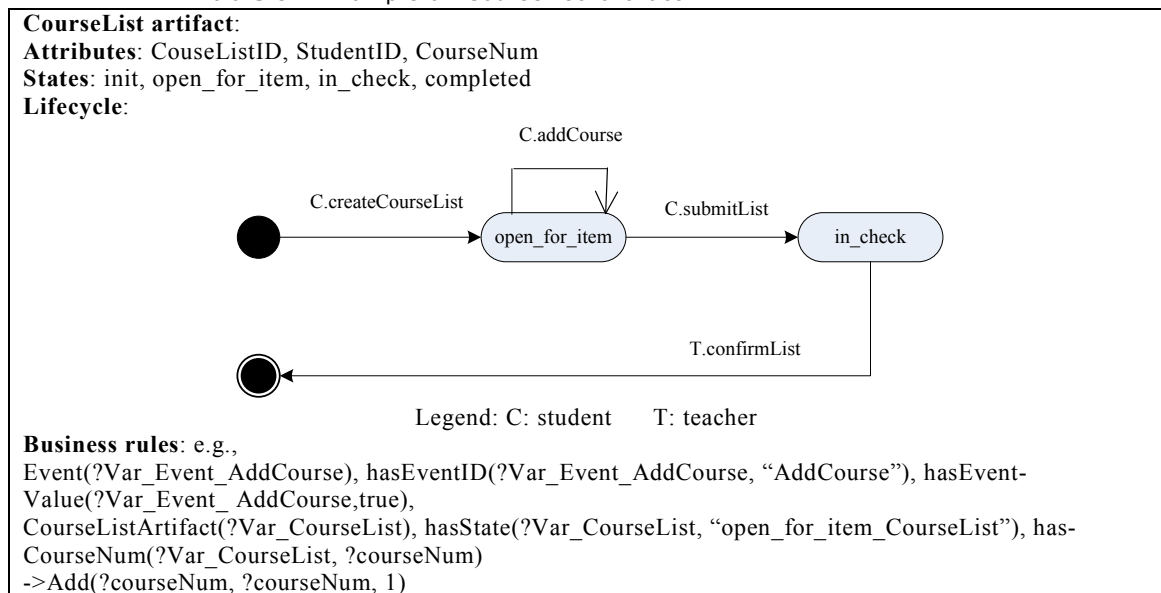 CourseList artifact:
Attributes: CouseListID, StudentID, CourseNum
States: init, open_for_item, in_check, completed
Lifecycle:
C.addCourse
C.createCourseList
C.submitList
open_for_item
in_check
T.confirmList
Legend: C: student T: teacher
Business rules: e.g.,
Event(?Var_Event_AddCourse), hasEventID(?Var_Event_AddCourse, “AddCourse”), hasEvent-
Value(?Var_Event_ AddCourse,true),
CourseListArtifact(?Var_CourseList), hasState(?Var_CourseList, “open_for_item_CourseList”), has-
CourseNum(?Var_CourseList, ?courseNum)
->Add(?courseNum, ?courseNum, 1)